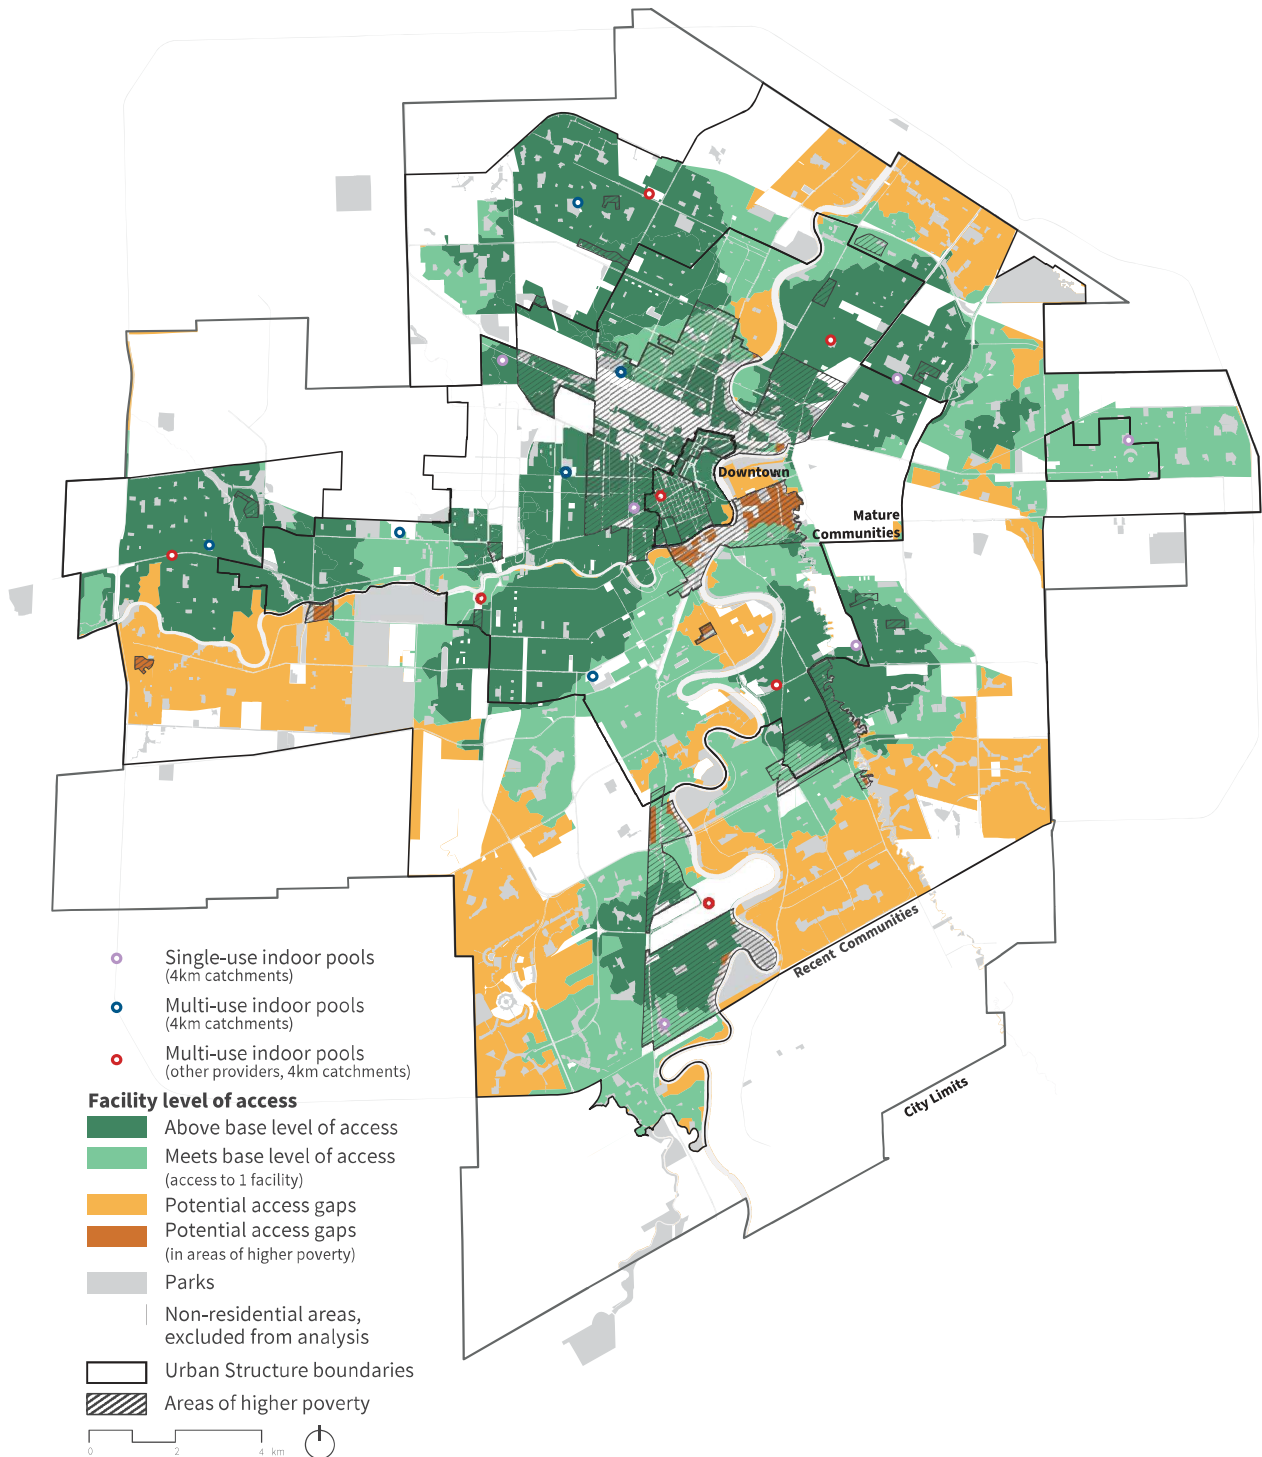 Downtown
Mature
Communities
Recent Communities
City Limits
Single-use indoor pools
(4km catchments)
Multi-use indoor pools
(4km catchments)
Multi-use indoor pools
(other providers, 4km catchments)
Facility level of access
Above base level of access
Meets base level of access
(access to 1 facility)
Potential access gaps
Potential access gaps
(in areas of higher poverty)
Parks
Non-residential areas,
excluded from analysis
Urban Structure boundaries
Areas of higher poverty
0 2 4 km